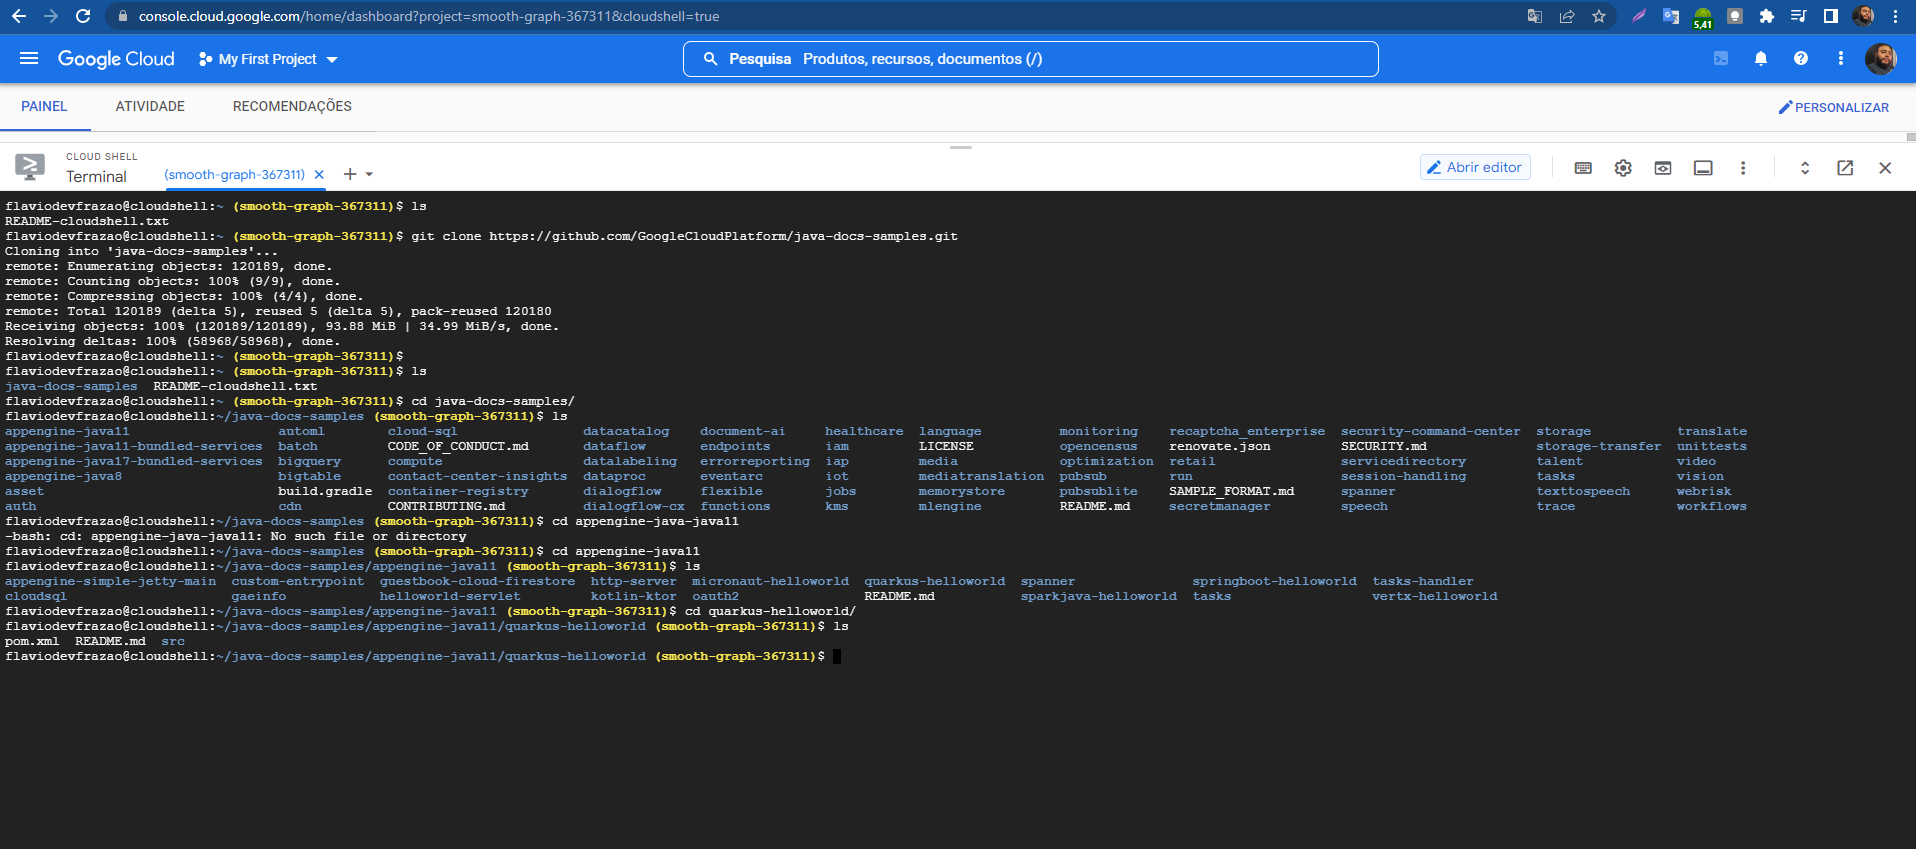 console.cloud.google.com/home/dashboard?project=smooth-graph-367311&cloudshell=true
5,41
Google Cloud
My First Project
Pesquisa Produtos, recursos, documentos (/)
PAINEL
ATIVIDADE
RECOMENDAÇÕES
PERSONALIZAR
CLOUD SHELL
Terminal
(smooth-graph-367311)
Abrir editor
flaviodevfrazao@cloudshell:~ (smooth-graph-367311)$ ls
README-cloudshell.txt
flaviodevfrazao@cloudshell:~ (smooth-graph-367311)$ git clone https://github.com/GoogleCloudPlatform/java-docs-samples.git
Cloning into 'java-docs-samples'...
remote: Enumerating objects: 120189, done.
remote: Counting objects: 100% (9/9), done.
remote: Compressing objects: 100% (4/4), done.
remote: Total 120189 (delta 5), reused 5 (delta 5), pack-reused 120180
Receiving objects: 100% (120189/120189), 93.88 MiB | 34.99 MiB/s, done.
Resolving deltas: 100% (58968/58968), done.
flaviodevfrazao@cloudshell:~ (smooth-graph-367311)$
flaviodevfrazao@cloudshell:~ (smooth-graph-367311)$ ls
java-docs-samples  README-cloudshell.txt
flaviodevfrazao@cloudshell:~ (smooth-graph-367311)$ cd java-docs-samples/
flaviodevfrazao@cloudshell:~/java-docs-samples (smooth-graph-367311)$ ls
appengine-java11 automl cloud-sql datacatalog document-ai healthcare language monitoring recaptcha_enterprise security-command-center storage translate
appengine-java11-bundled-services batch CODE_OF_CONDUCT.md dataflow endpoints iam LICENSE opencensus renovate.json SECURITY.md storage-transfer unittests
appengine-java17-bundled-services bigquery compute datalabeling errorreporting iap media optimization retail servicedirectory talent video
appengine-java8 bigtable contact-center-insights dataproc eventarc iot mediatranslation pubsub run session-handling tasks vision
asset build.gradle container-registry dialogflow flexible jobs memorystore pubsublite SAMPLE_FORMAT.md spanner texttospeech webrisk
auth cdn CONTRIBUTING.md dialogflow-cx functions kms mlengine README.md secretmanager speech trace workflows
flaviodevfrazao@cloudshell:~/java-docs-samples (smooth-graph-367311)$ cd appengine-java-java11
-bash: cd: appengine-java-java11: No such file or directory
flaviodevfrazao@cloudshell:~/java-docs-samples (smooth-graph-367311)$ cd appengine-java11
flaviodevfrazao@cloudshell:~/java-docs-samples/appengine-java11 (smooth-graph-367311)$ ls
appengine-simple-jetty-main custom-entrypoint guestbook-cloud-firestore http-server micronaut-helloworld quarkus-helloworld spanner springboot-helloworld tasks-handler
cloudsql gaeinfo helloworld-servlet kotlin-ktor oauth2 README.md sparkjava-helloworld tasks vertx-helloworld
flaviodevfrazao@cloudshell:~/java-docs-samples/appengine-java11 (smooth-graph-367311)$ cd quarkus-helloworld/
flaviodevfrazao@cloudshell:~/java-docs-samples/appengine-java11/quarkus-helloworld (smooth-graph-367311)$ ls
pom.xml  README.md  src
flaviodevfrazao@cloudshell:~/java-docs-samples/appengine-java11/quarkus-helloworld (smooth-graph-367311)$